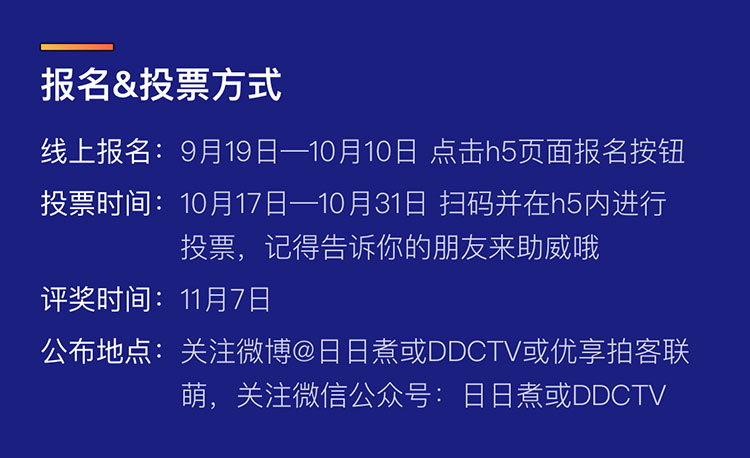 报名&投票方式
线上报名：9月19日—10月10日 点击h5页面报名按钮
投票时间：10月17日—10月31日 扫码并在h5内进行
投票，记得告诉你的朋友来助威哦
评奖时间：11月7日
公布地点：关注微博@日日煮或DDCTV或优享拍客联
萌，关注微信公众号：日日煮或DDCTV